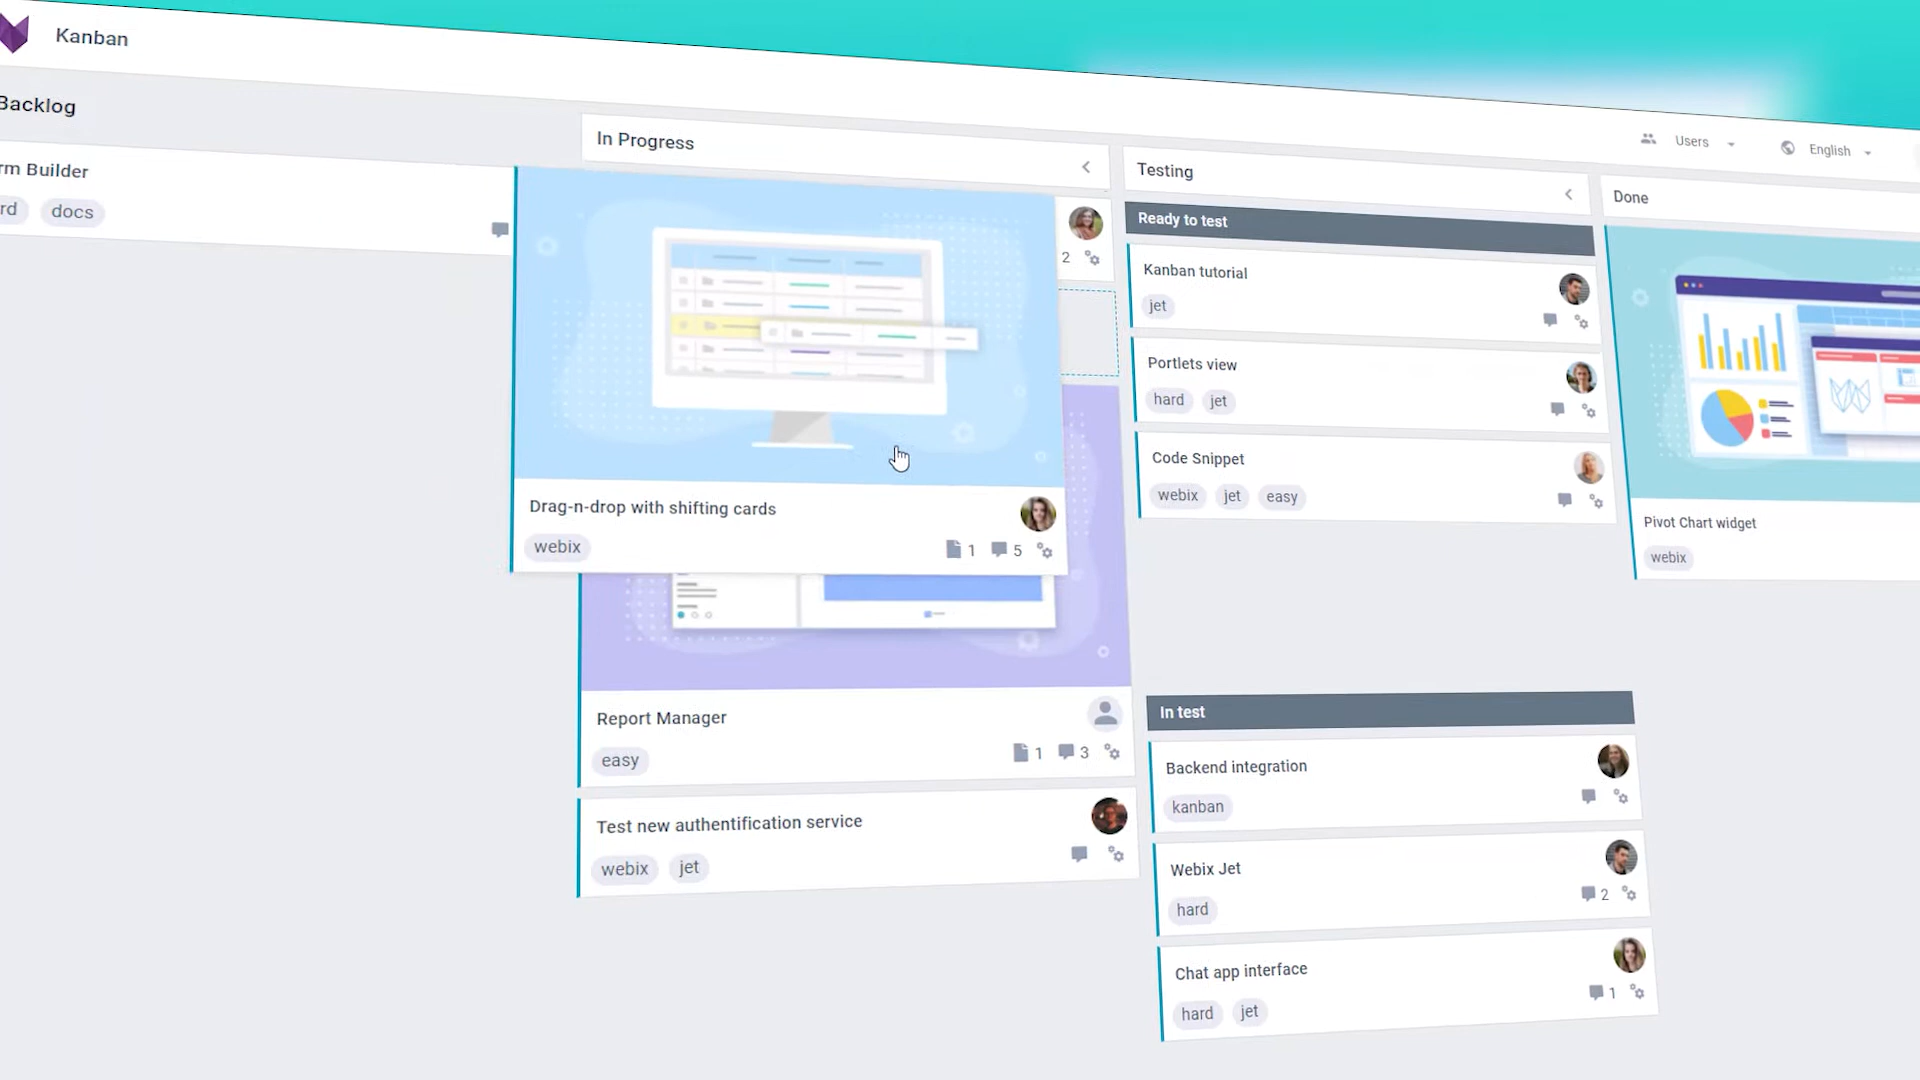 Kanban
Users
English
Backlog
rm Builder
rd
docs
In Progress
2
Drag-n-drop with shifting cards
webix
1
5
Report Manager
easy
1
3
Test new authentification service
webix
jet
Testing
Ready to test
Kanban tutorial
jet
Portlets view
hard
jet
Code Snippet
webix
jet
easy
In test
Backend integration
kanban
Webix Jet
hard
2
Chat app interface
hard
jet
1
Done
Pivot Chart widget
webix